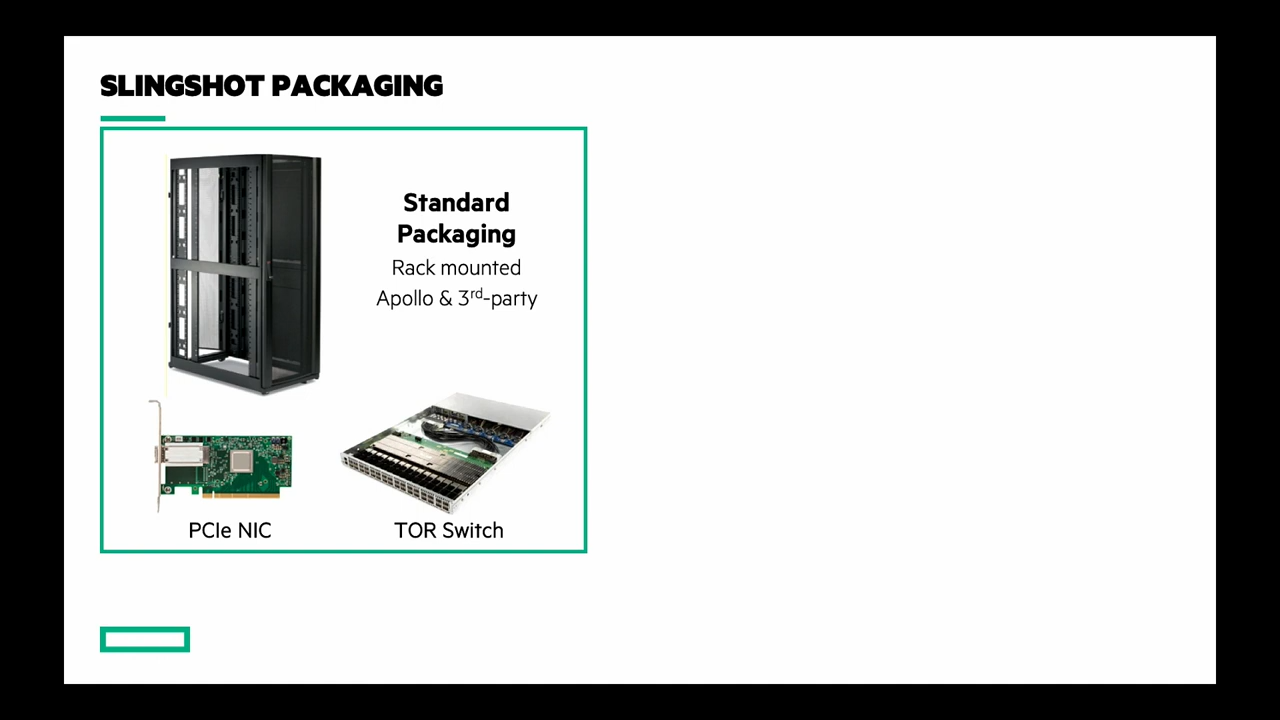 SLINGSHOT PACKAGING
Standard
Packaging
Rack mounted
Apollo & 3rd-party
PCIe NIC
TOR Switch